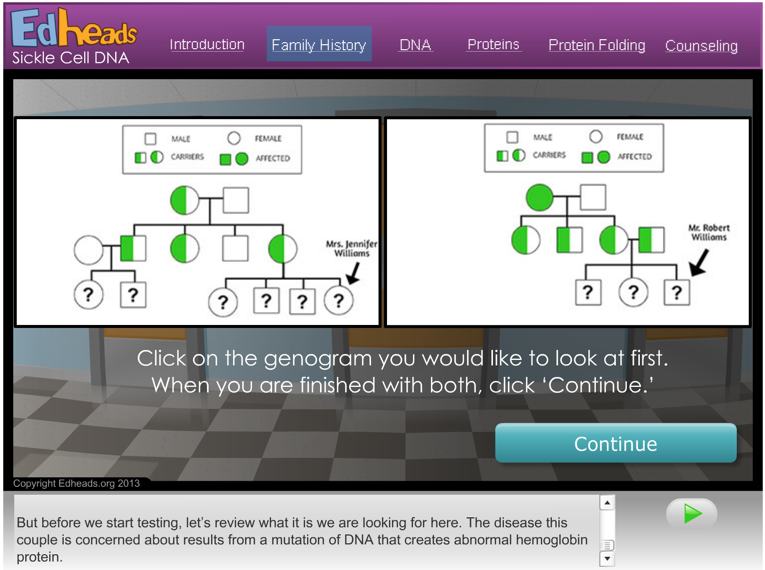 Edheads
Sickle Cell DNA
Introduction
Family History
DNA
Proteins
Protein Folding
Counseling
MALE
FEMALE
CARRIERS
AFFECTED
Mrs. Jennifer
Williams
? ? ? ? ? ?
MALE
FEMALE
CARRIERS
AFFECTED
Mr. Robert
Williams
? ? ?
Click on the genogram you would like to look at first.
When you are finished with both, click ‘Continue.’
Continue
Copyright Edheads.org 2013
But before we start testing, let’s review what it is we are looking for here. The disease this
couple is concerned about results from a mutation of DNA that creates abnormal hemoglobin
protein.